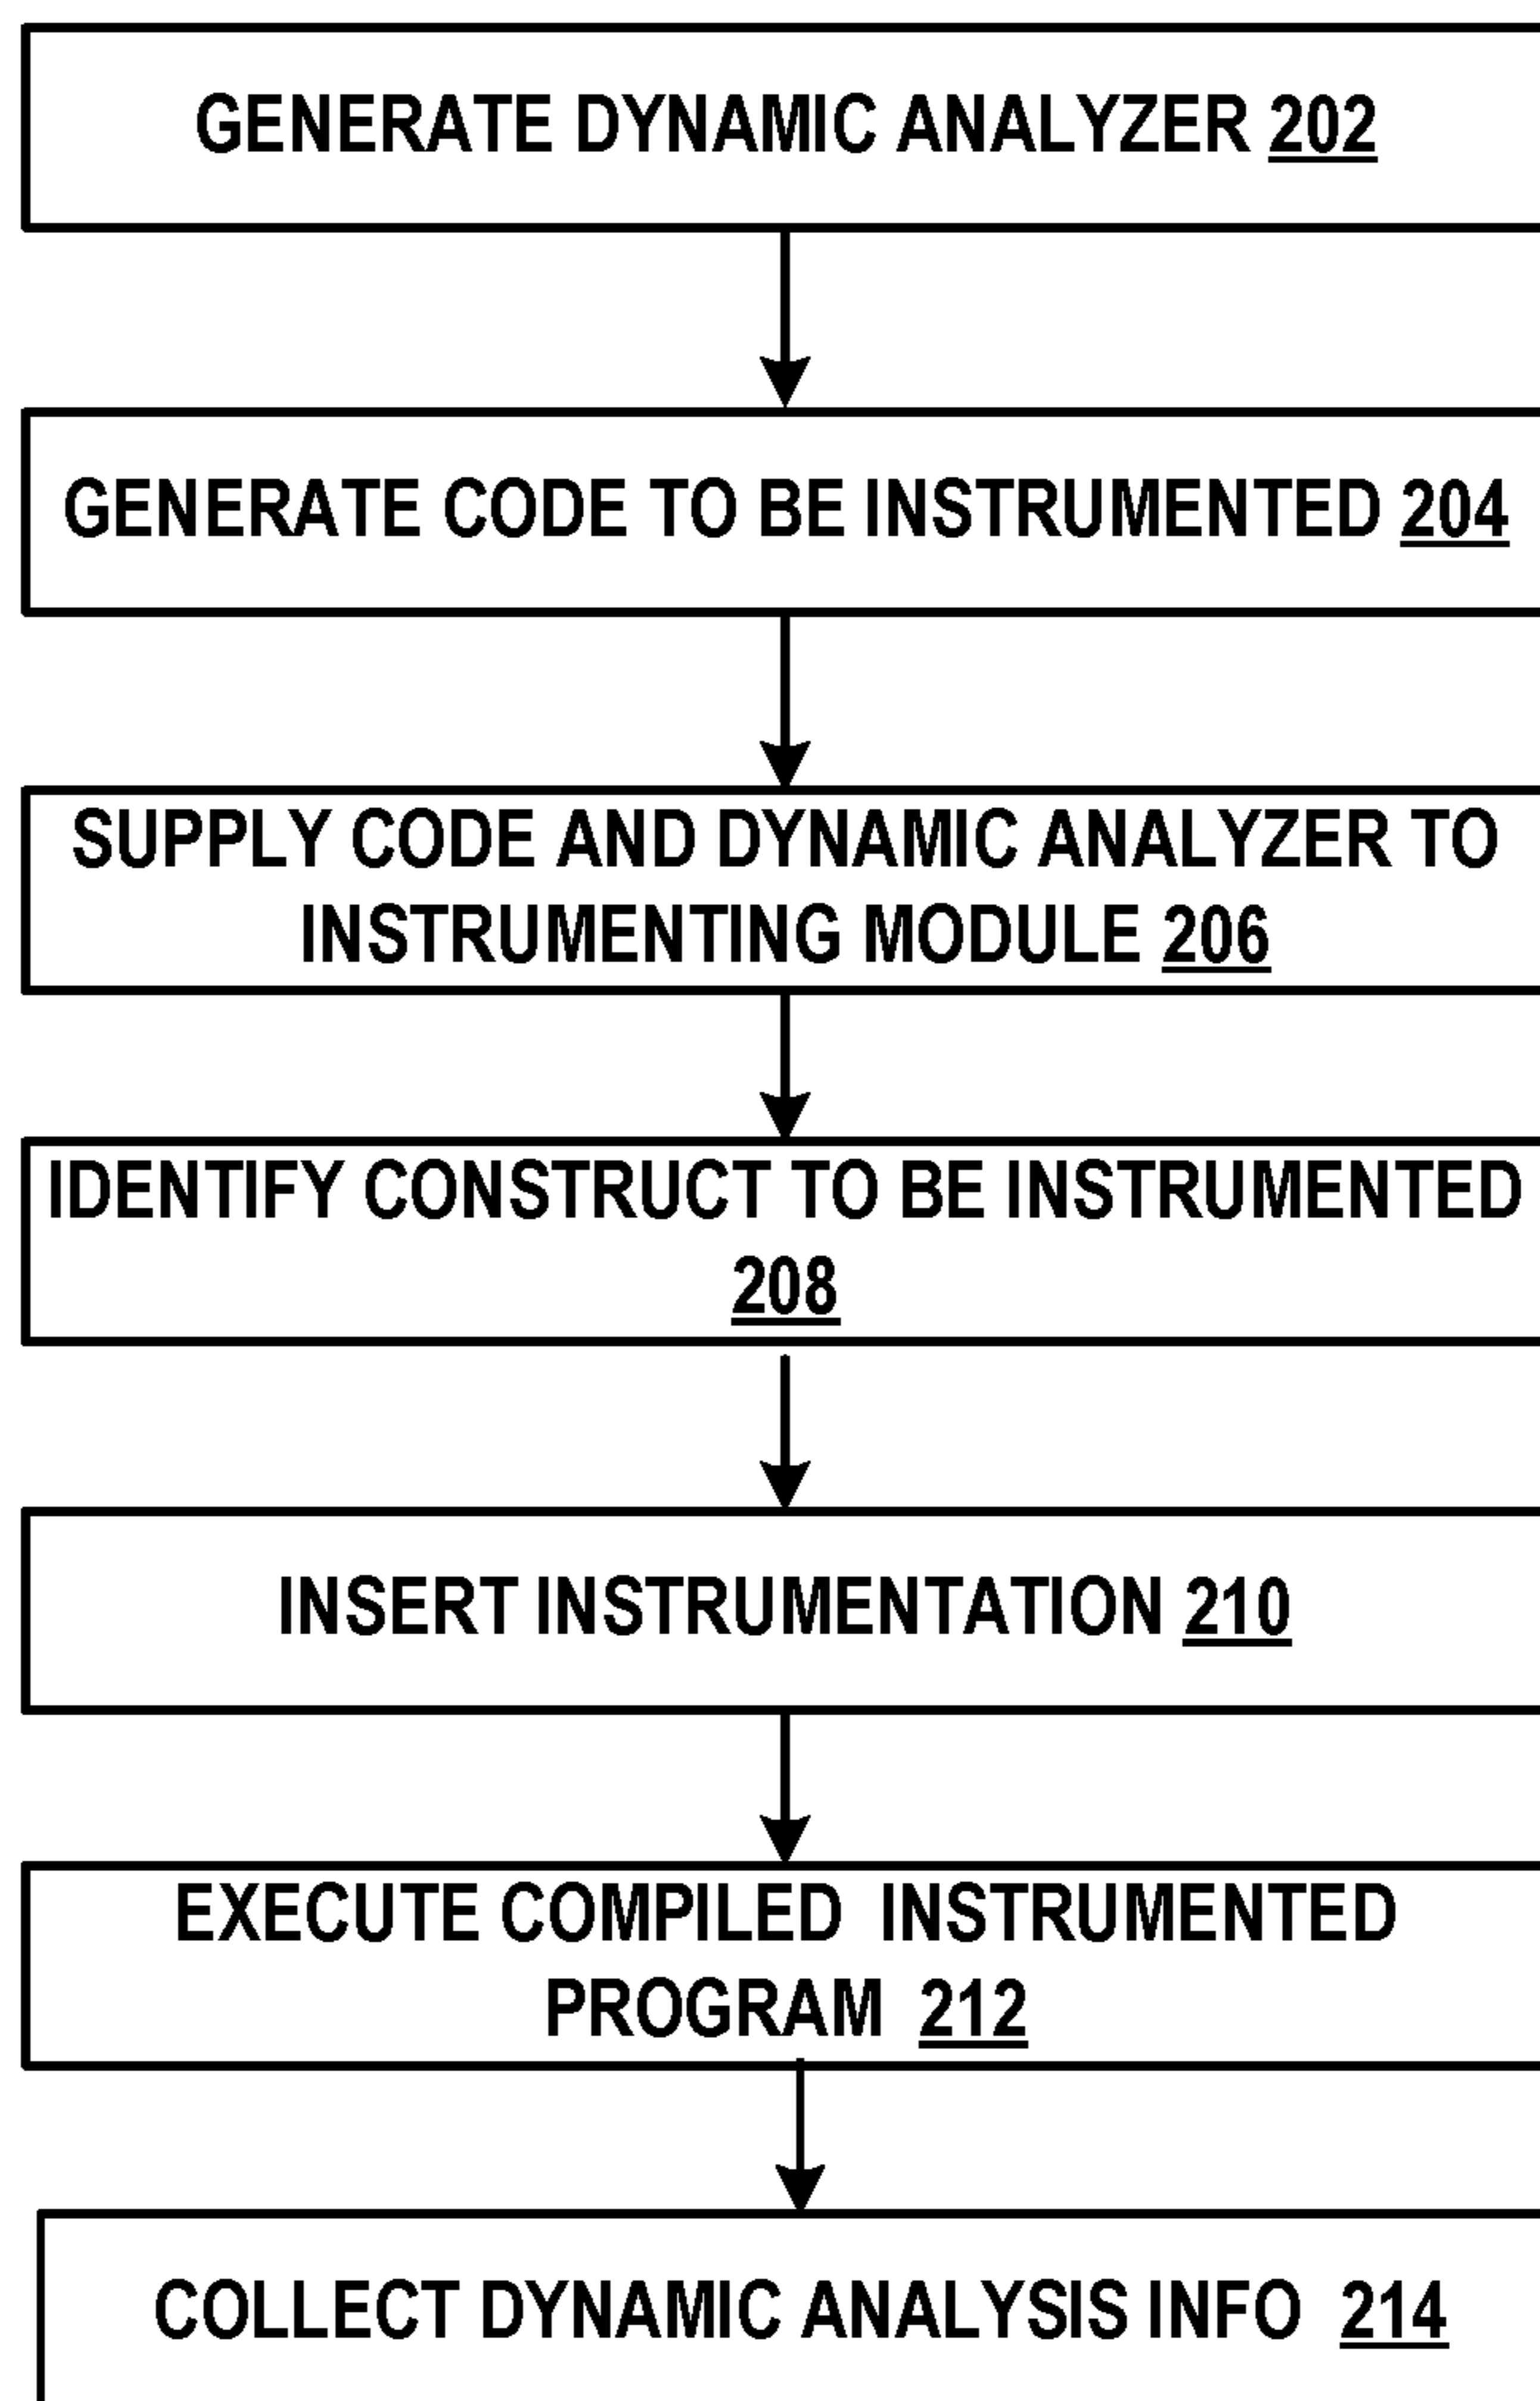 GENERATE DYNAMIC ANALYZER 202
GENERATE CODE TO BE INSTRUMENTED 204
SUPPLY CODE AND DYNAMIC ANALYZER TO
INSTRUMENTING MODULE 206
IDENTIFY CONSTRUCT TO BE INSTRUMENTED
208
INSERT INSTRUMENTATION 210
EXECUTE COMPILED INSTRUMENTED
PROGRAM 212
COLLECT DYNAMIC ANALYSIS INFO 214